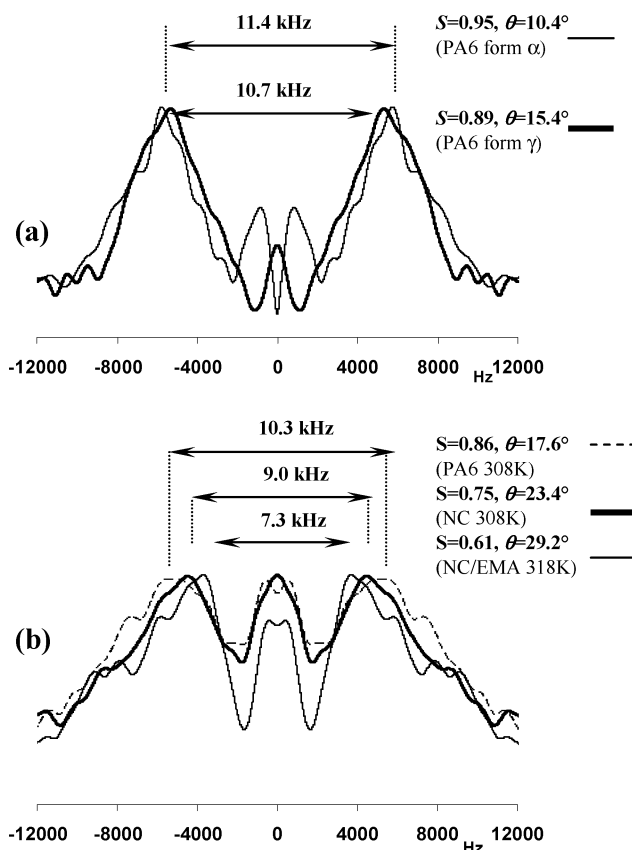 11.4 kHz
S=0.95, θ=10.4°
(PA6 form α)
10.7 kHz
S=0.89, θ=15.4°
(PA6 form γ)
(a)
-12000 -8000 -4000 0 4000 8000 12000
Hz
10.3 kHz
S=0.86, θ=17.6°
(PA6 308K)
9.0 kHz
S=0.75, θ=23.4°
(NC 308K)
7.3 kHz
S=0.61, θ=29.2°
(NC/EMA 318K)
(b)
-12000 -8000 -4000 0 4000 8000 12000
Hz